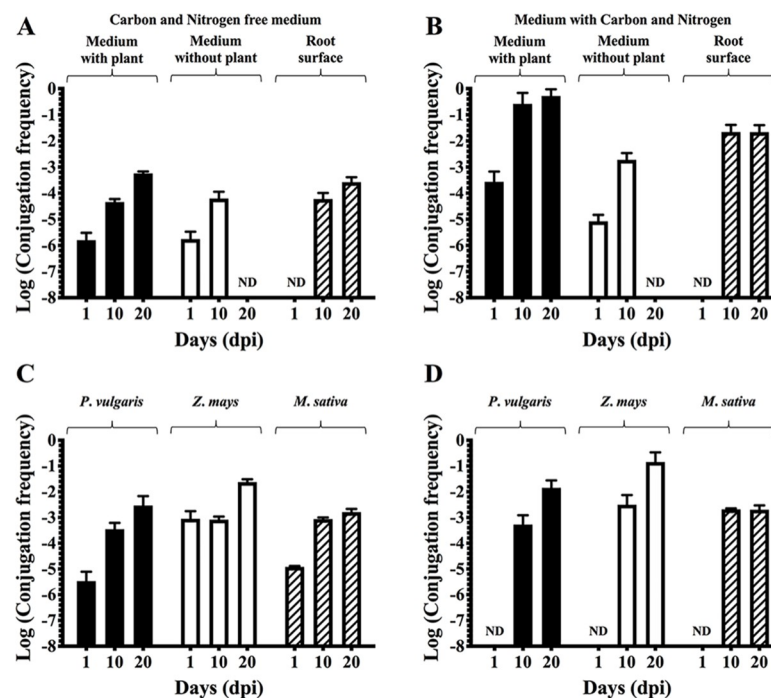 A
Carbon and Nitrogen free medium
Medium with plant
Medium without plant
Root surface
Log (Conjugation frequency)
0
-1
-2
-3
-4
-5
-6
-7
-8
ND
ND
1 10 20 1 10 20 1 10 20
Days (dpi)
B
Medium with Carbon and Nitrogen
Medium with plant
Medium without plant
Root surface
Log (Conjugation frequency)
0
-1
-2
-3
-4
-5
-6
-7
-8
ND
ND
1 10 20 1 10 20 1 10 20
Days (dpi)
C
P. vulgaris Z. mays M. sativa
Log (Conjugation frequency)
0
-1
-2
-3
-4
-5
-6
-7
-8
1 10 20 1 10 20 1 10 20
Days (dpi)
D
P. vulgaris Z. mays M. sativa
Log (Conjugation frequency)
0
-1
-2
-3
-4
-5
-6
-7
-8
ND ND ND
1 10 20 1 10 20 1 10 20
Days (dpi)